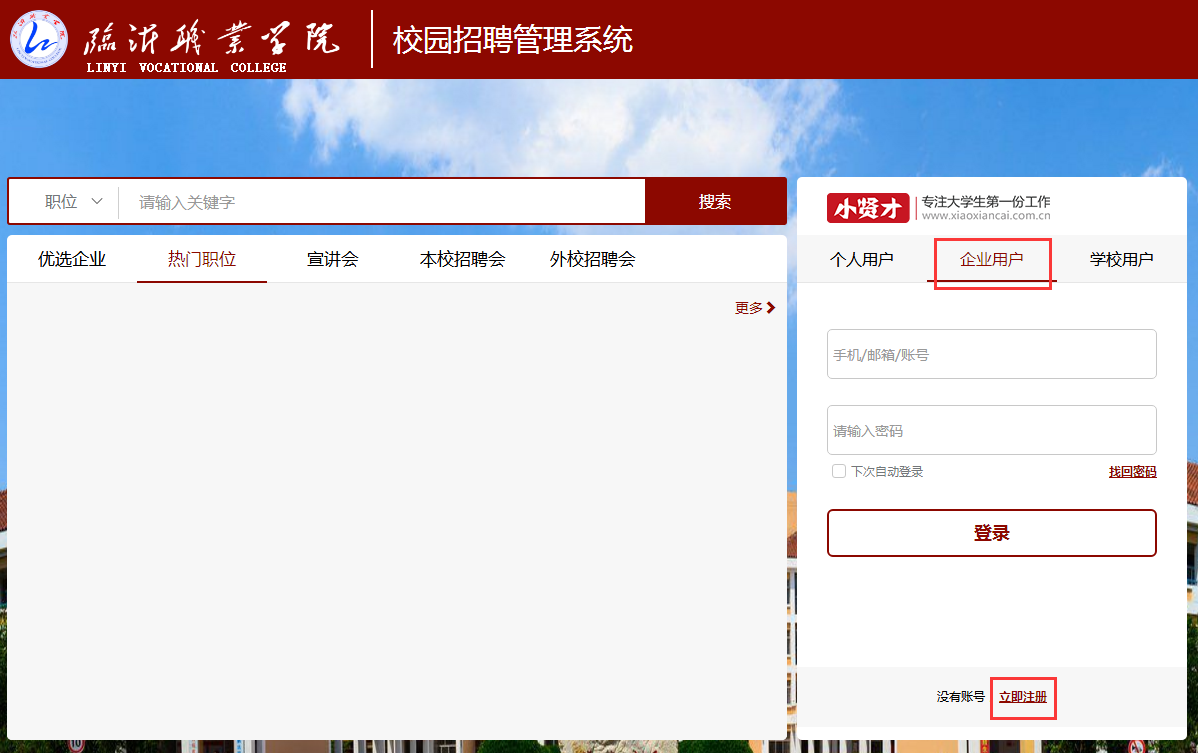 臨沂職業学院
LINYI VOCATIONAL COLLEGE
校园招聘管理系统
职位
请输入关键字
搜索
优选企业
热门职位
宣讲会
本校招聘会
外校招聘会
更多
小贤才
专注大学生第一份工作
www.xiaoxiancai.com.cn
个人用户
企业用户
学校用户
手机/邮箱/账号
请输入密码
下次自动登录
找回密码
登录
没有账号 立即注册
10